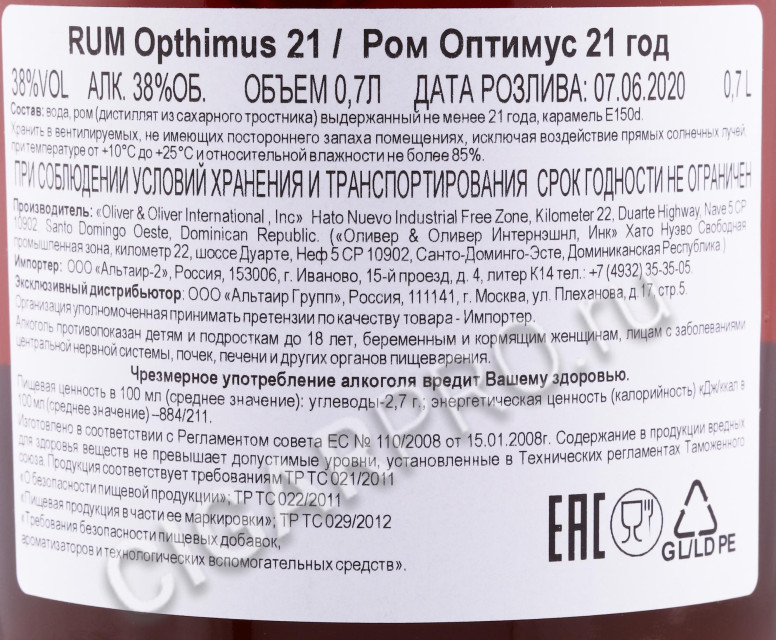 RUM Opthimus 21 / Ром Оптимус 21 год
38%VOL АЛК. 38%ОБ. ОБЪЕМ 0,7Л ДАТА РОЗЛИВА: 07.06.2020 0,7 L
Состав: вода, ром (дистиллят из сахарного тростника) выдержанный не менее 21 года, карамель Е150d.
Хранить в вентилируемых, не имеющих постороннего запаха помещениях, исключая воздействие прямых солнечных лучей,
при температуре от +10°С до +25°С и относительной влажности не более 85%.
ПРИ СОБЛЮДЕНИИ УСЛОВИЙ ХРАНЕНИЯ И ТРАНСПОРТИРОВАНИЯ СРОК ГОДНОСТИ НЕ ОГРАНИЧЕН
Производитель: «Oliver & Oliver International , Inc» Hato Nuevo Industrial Free Zone, Kilometer 22, Duarte Highway, Nave 5 CP
10902, Santo Domingo Oeste, Dominican Republic. («Оливер & Оливер Интернэшнл, Инк» Хато Нуэво Свободная
промышленная зона, километр 22, шоссе Дуарте, Неф 5 СР 10902, Санто-Доминго-Эсте, Доминиканская Республика )
Импортер: ООО «Альтаир-2», Россия, 153006, г. Иваново, 15-й проезд, д. 4, литер К14 тел.: +7 (4932) 35-35-05.
Эксклюзивный дистрибьютор: ООО «Альтаир Групп», Россия, 111141, г. Москва, ул. Плеханова, д.17, стр.5.
Организация уполномоченная принимать претензии по качеству товара - Импортер.
Алкоголь противопоказан детям и подросткам до 18 лет, беременным и кормящим женщинам, лицам с заболеваниями
центральной нервной системы, почек, печени и других органов пищеварения.
Чрезмерное употребление алкоголя вредит Вашему здоровью.
Пищевая ценность в 100 мл (среднее значение): углеводы-2,7 г.; энергетическая ценность (калорийность) кДж/ккал в
100 мл (среднее значение) –884/211.
Изготовлено в соответствии с Регламентом совета ЕС № 110/2008 от 15.01.2008г. Содержание в продукции вредных
для здоровья веществ не превышает допустимые уровни, установленные в Технических регламентах Таможенного
союза. Продукция соответствует требованиям ТР ТС 021/2011
«О безопасности пищевой продукции»; ТР ТС 022/2011
«Пищевая продукция в части ее маркировки»; ТР ТС 029/2012
«Требования безопасности пищевых добавок,
ароматизаторов и технологических вспомогательных средств».
EAC
GL/LD PE
CIGARPRO.ru